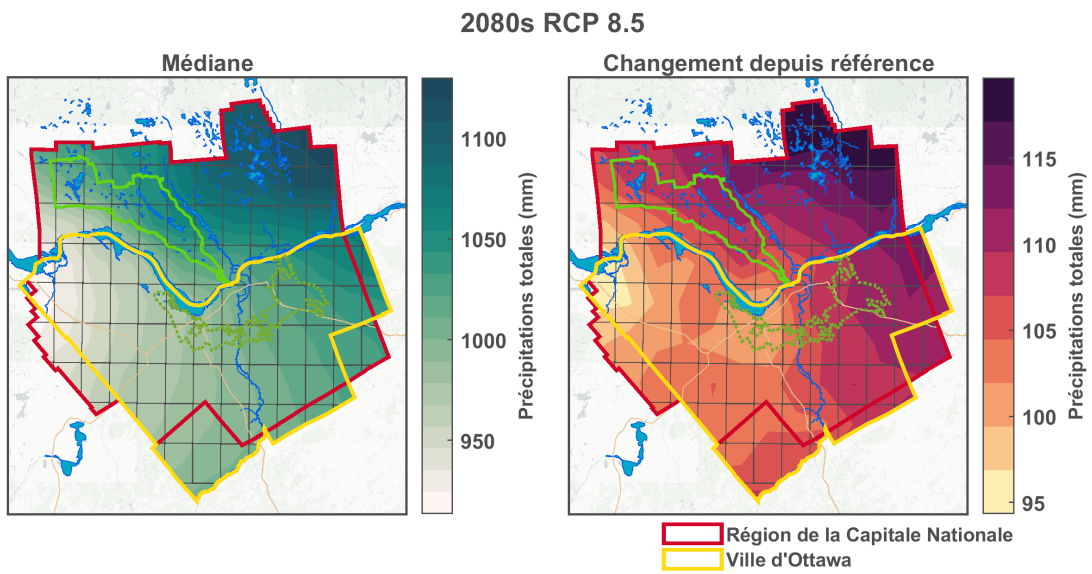 2080s RCP 8.5
Médiane
Changement depuis référence
1100
1050
1000
950
Précipitations totales (mm)
115
110
105
100
95
Précipitations totales (mm)
Région de la Capitale Nationale
Ville d'Ottawa